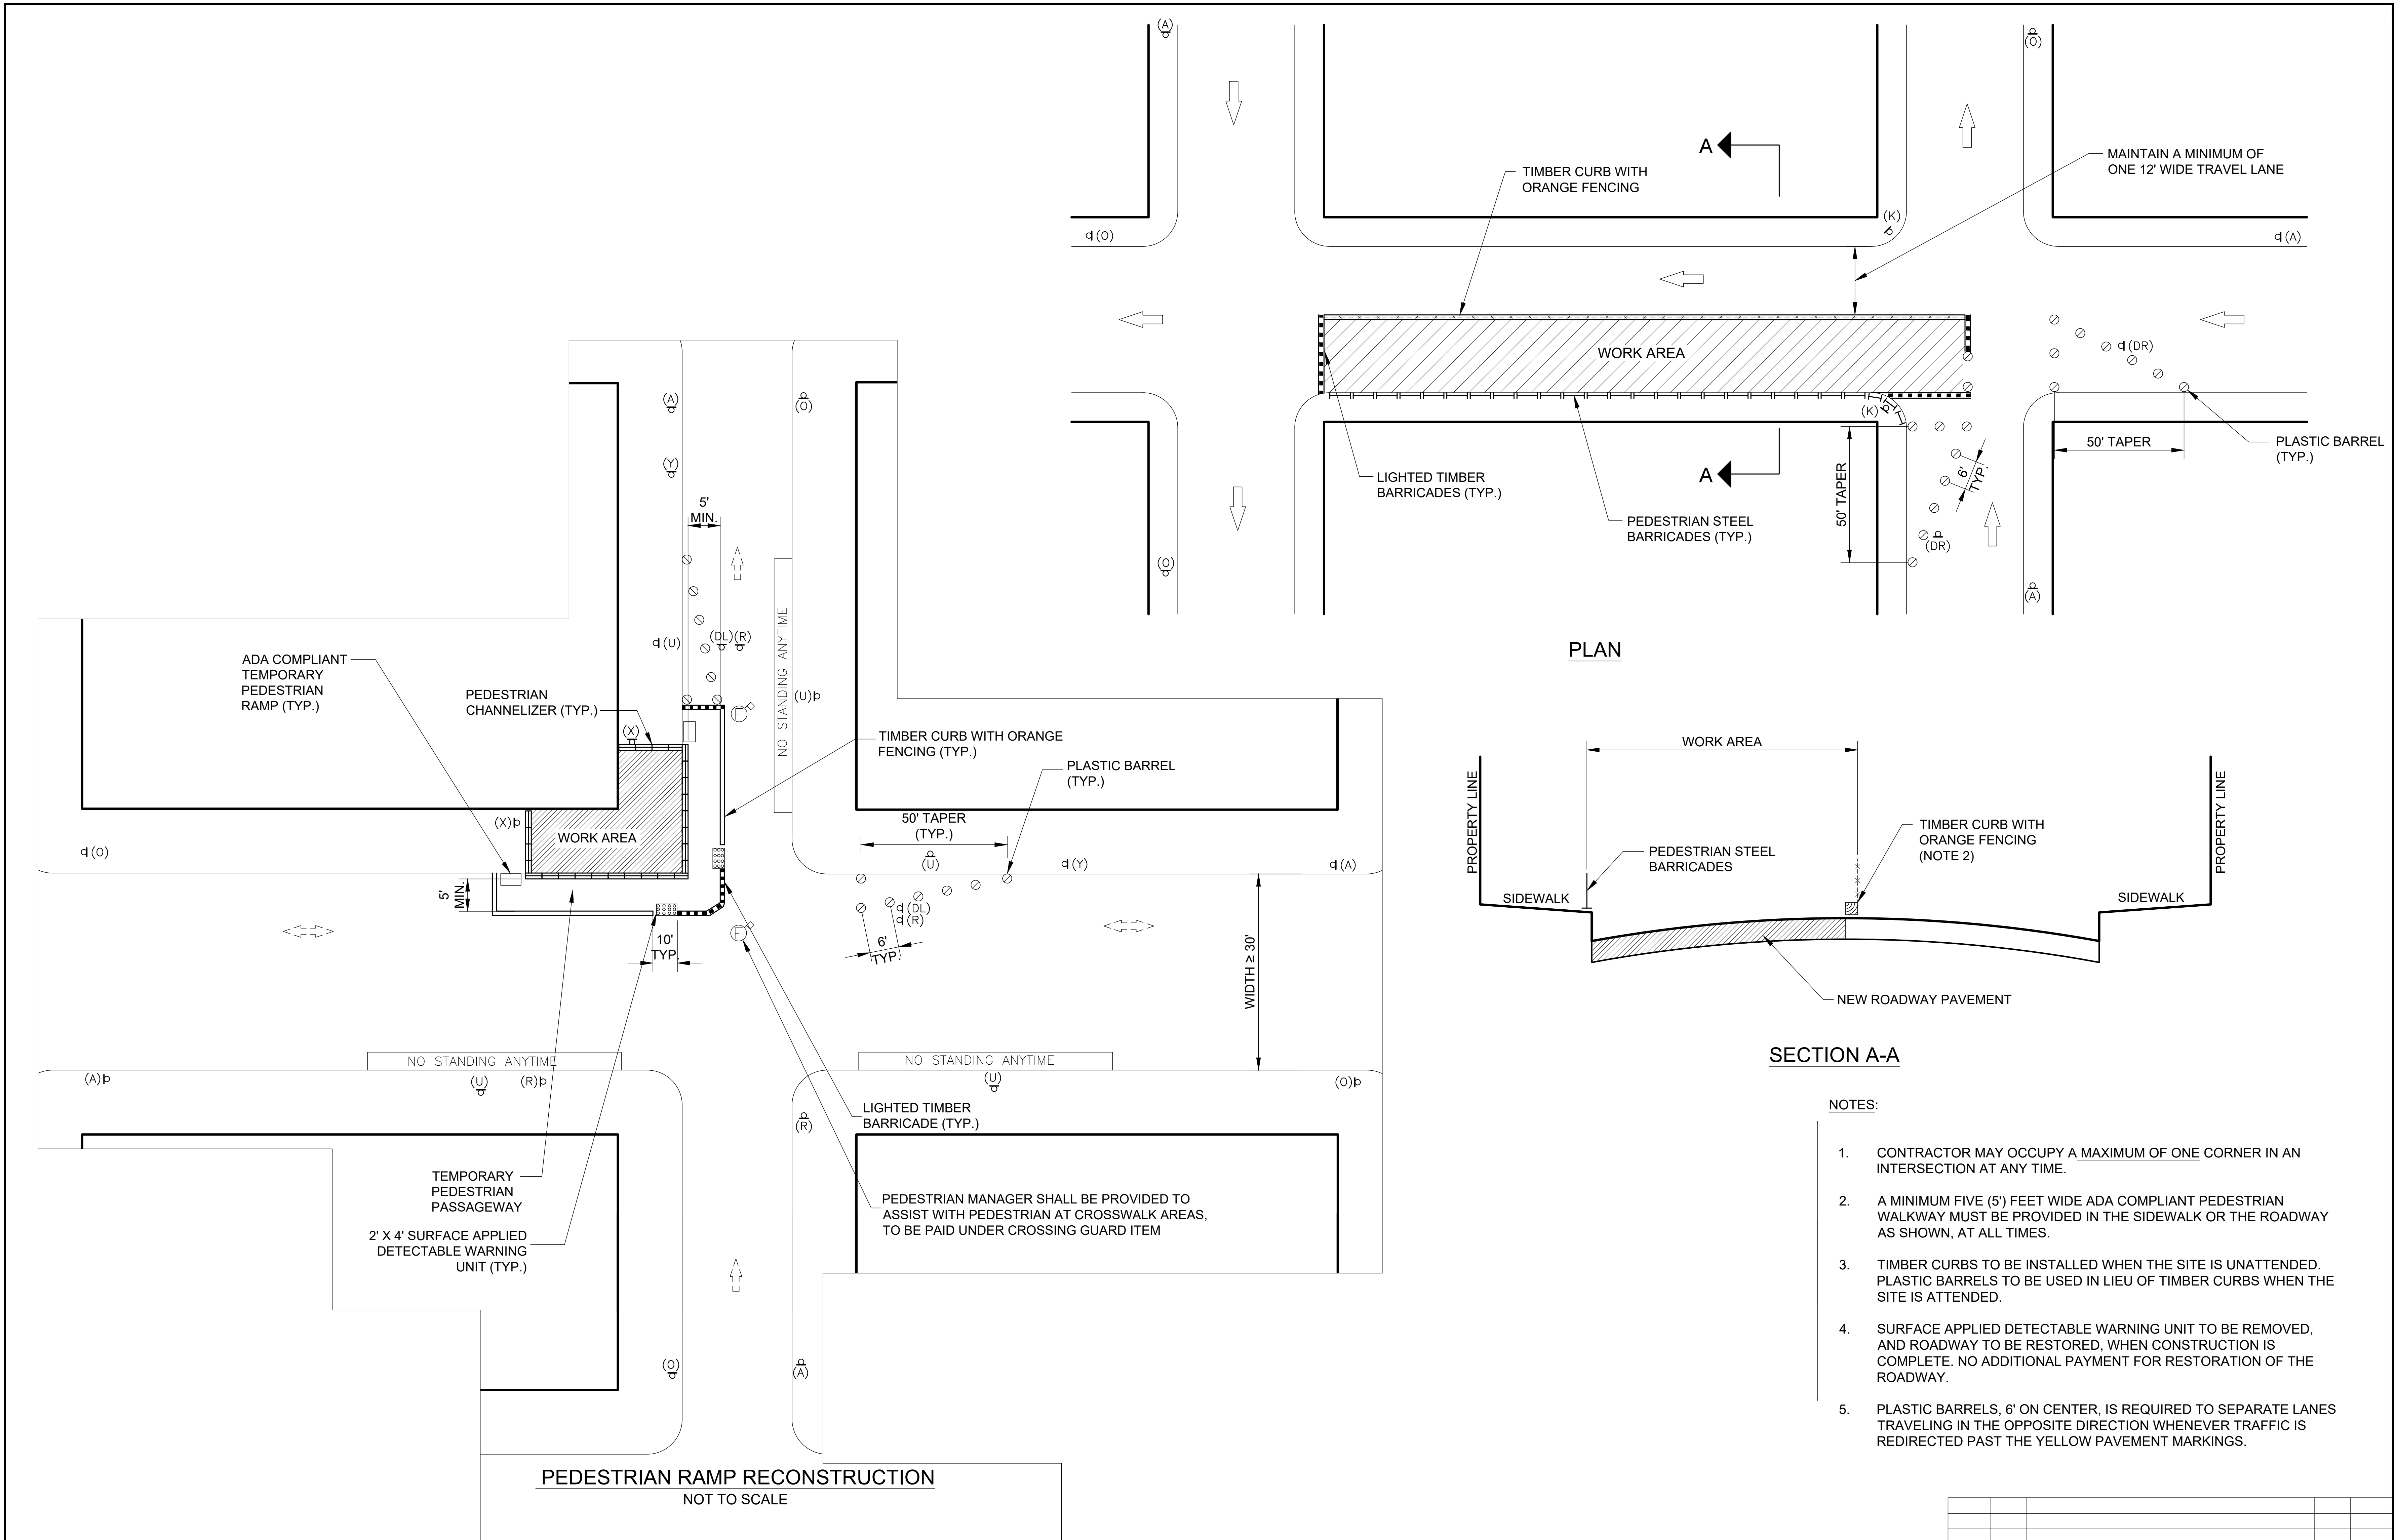 (A)
(O)
A
TIMBER CURB WITH
ORANGE FENCING
MAINTAIN A MINIMUM OF
ONE 12' WIDE TRAVEL LANE
(K)
(O)
(A)
WORK AREA
(DR)
(K)
50' TAPER
PLASTIC BARREL
(TYP.)
A
LIGHTED TIMBER
BARRICADES (TYP.)
6'
TYP.
50' TAPER
PEDESTRIAN STEEL
BARRICADES (TYP.)
(DR)
(O)
(A)
PLAN
(A)
(O)
(Y)
5'
MIN.
NO STANDING ANYTIME
(U)
(DL)(R)
ADA COMPLIANT
TEMPORARY
PEDESTRIAN
RAMP (TYP.)
PEDESTRIAN
CHANNELIZER (TYP.)
(U)
F
(X)
TIMBER CURB WITH ORANGE
FENCING (TYP.)
PLASTIC BARREL
(TYP.)
(X)
WORK AREA
50' TAPER
(TYP.)
(O)
(U)
(Y)
(A)
5'
MIN.
(DL)
(R)
F
10'
TYP.
6'
TYP.
WIDTH ≥ 30'
NO STANDING ANYTIME
NO STANDING ANYTIME
(A)
(U)
(R)
(U)
(O)
LIGHTED TIMBER
BARRICADE (TYP.)
(R)
TEMPORARY
PEDESTRIAN
PASSAGEWAY
PEDESTRIAN MANAGER SHALL BE PROVIDED TO
ASSIST WITH PEDESTRIAN AT CROSSWALK AREAS,
TO BE PAID UNDER CROSSING GUARD ITEM
2' X 4' SURFACE APPLIED
DETECTABLE WARNING
UNIT (TYP.)
(O)
(A)
PEDESTRIAN RAMP RECONSTRUCTION
NOT TO SCALE
WORK AREA
PROPERTY LINE
PROPERTY LINE
TIMBER CURB WITH
ORANGE FENCING
(NOTE 2)
PEDESTRIAN STEEL
BARRICADES
SIDEWALK
SIDEWALK
NEW ROADWAY PAVEMENT
SECTION A-A
NOTES:
1. CONTRACTOR MAY OCCUPY A MAXIMUM OF ONE CORNER IN AN
INTERSECTION AT ANY TIME.
2. A MINIMUM FIVE (5') FEET WIDE ADA COMPLIANT PEDESTRIAN
WALKWAY MUST BE PROVIDED IN THE SIDEWALK OR THE ROADWAY
AS SHOWN, AT ALL TIMES.
3. TIMBER CURBS TO BE INSTALLED WHEN THE SITE IS UNATTENDED.
PLASTIC BARRELS TO BE USED IN LIEU OF TIMBER CURBS WHEN THE
SITE IS ATTENDED.
4. SURFACE APPLIED DETECTABLE WARNING UNIT TO BE REMOVED,
AND ROADWAY TO BE RESTORED, WHEN CONSTRUCTION IS
COMPLETE. NO ADDITIONAL PAYMENT FOR RESTORATION OF THE
ROADWAY.
5. PLASTIC BARRELS, 6' ON CENTER, IS REQUIRED TO SEPARATE LANES
TRAVELING IN THE OPPOSITE DIRECTION WHENEVER TRAFFIC IS
REDIRECTED PAST THE YELLOW PAVEMENT MARKINGS.